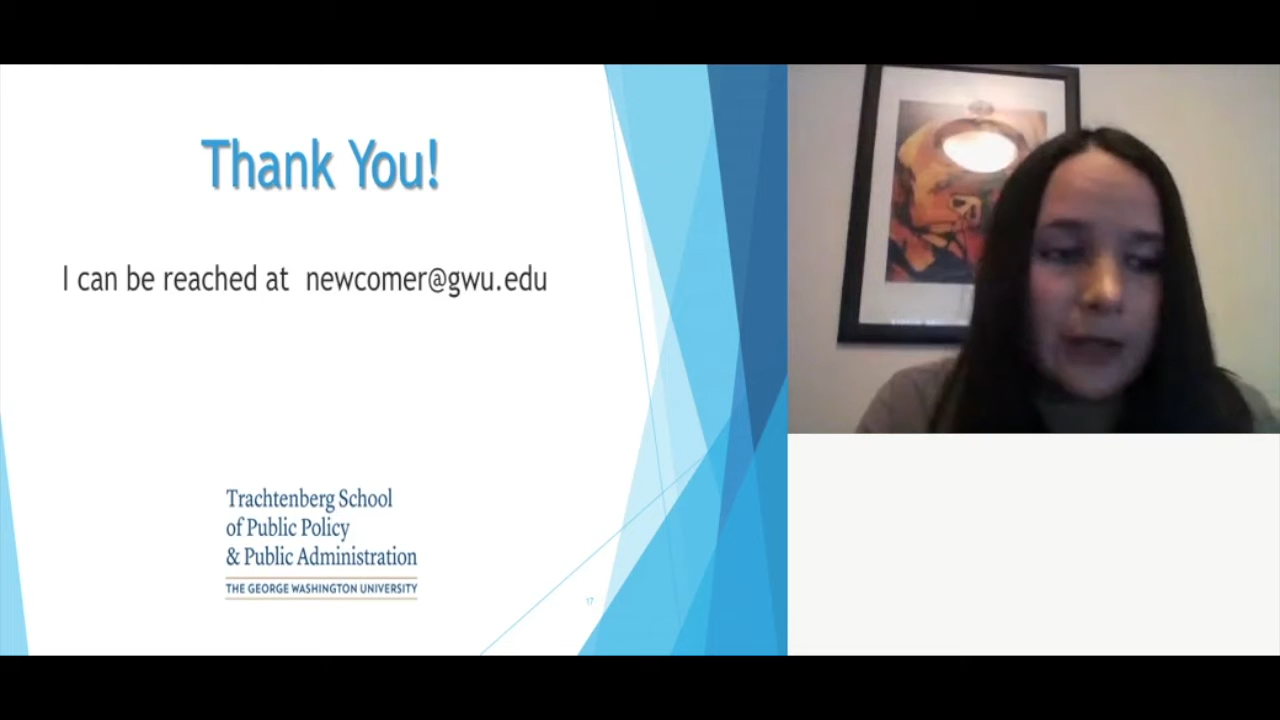 Thank You!
I can be reached at newcomer@gwu.edu
Trachtenberg School
of Public Policy
& Public Administration
THE GEORGE WASHINGTON UNIVERSITY
17